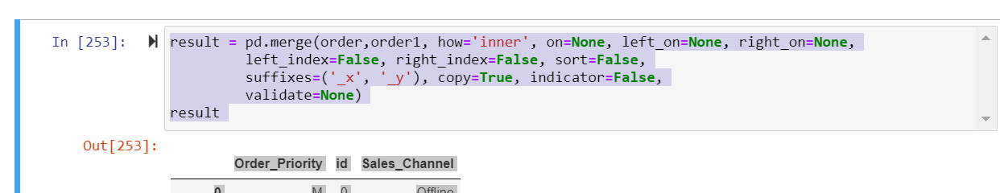 In [253]:
result = pd.merge(order,order1, how='inner', on=None, left_on=None, right_on=None,
left_index=False, right_index=False, sort=False,
suffixes=('_x', '_y'), copy=True, indicator=False,
validate=None)
result
Out[253]:
Order_Priority id Sales_Channel
0 M 0 Offline